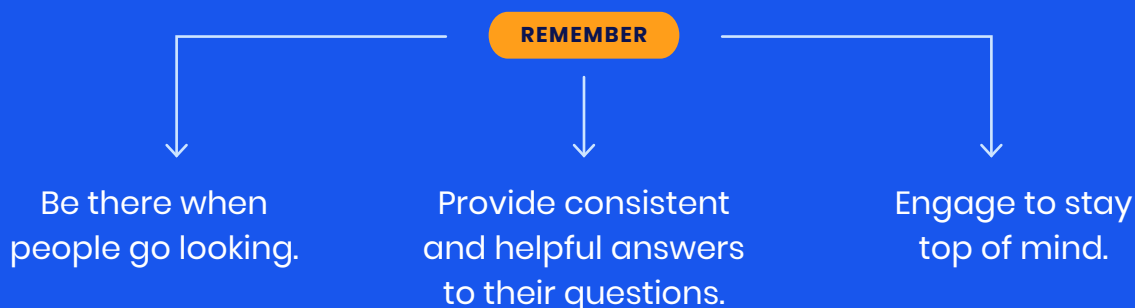 REMEMBER
Be there when
people go looking.
Provide consistent
and helpful answers
to their questions.
Engage to stay
top of mind.